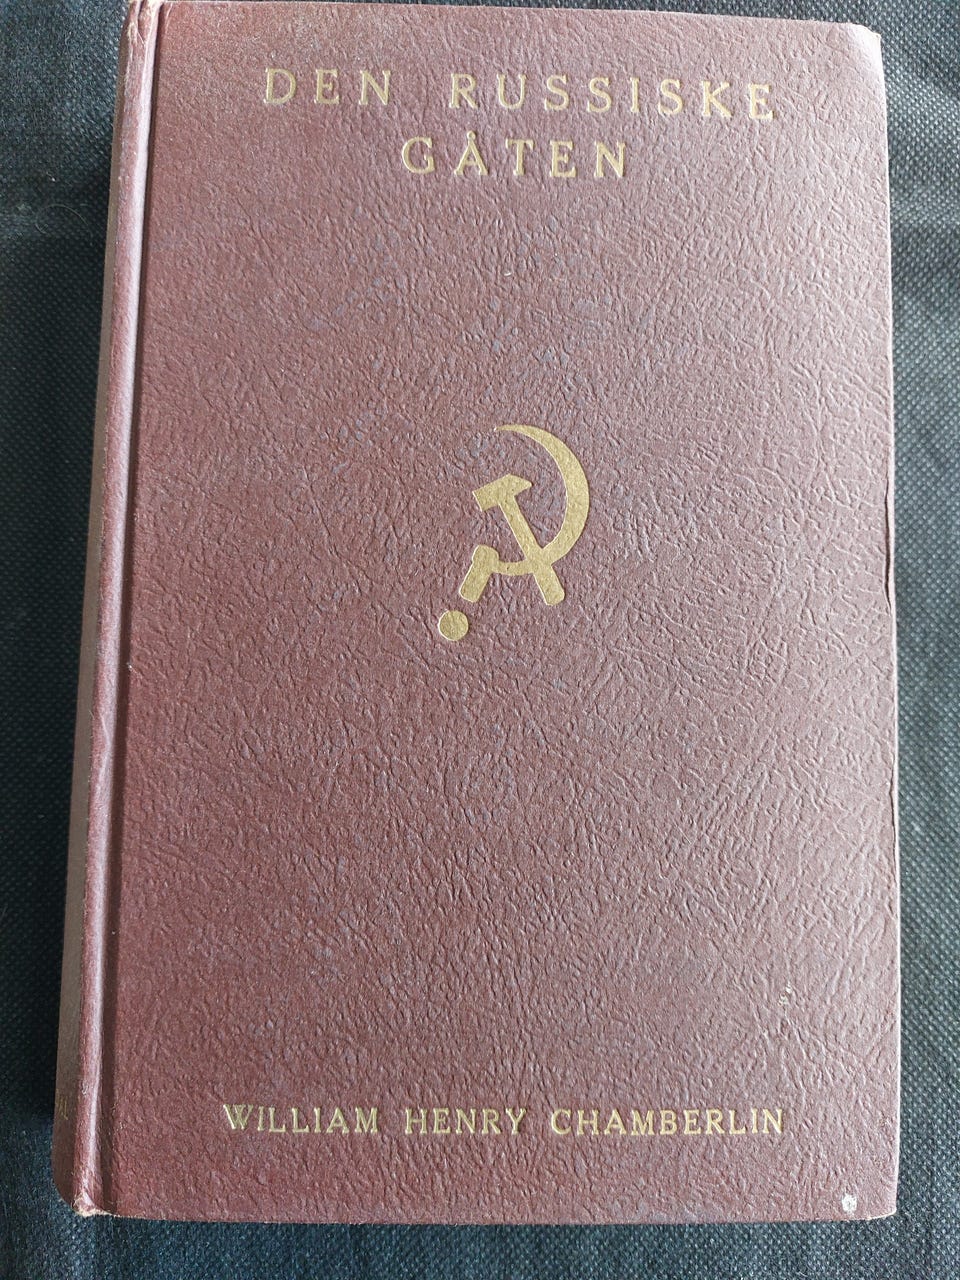 DEN RUSSISKE
GÅTEN
WILLIAM HENRY CHAMBERLIN